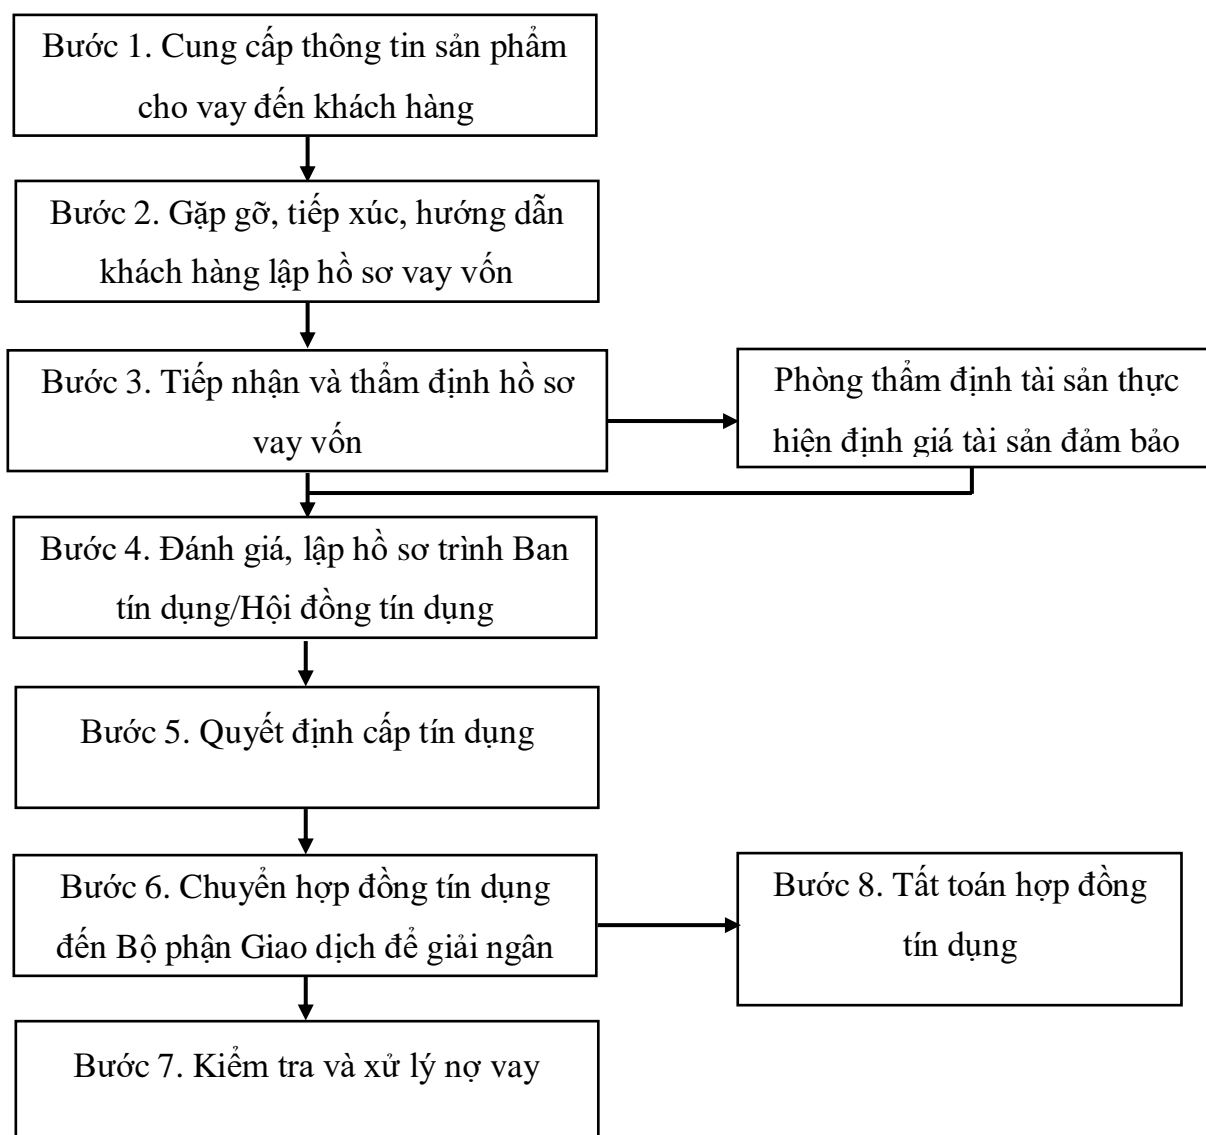 Bước 1. Cung cấp thông tin sản phẩm
cho vay đến khách hàng
Bước 2. Gặp gỡ, tiếp xúc, hướng dẫn
khách hàng lập hồ sơ vay vốn
Bước 3. Tiếp nhận và thẩm định hồ sơ
vay vốn
Phòng thẩm định tài sản thực
hiện định giá tài sản đảm bảo
Bước 4. Đánh giá, lập hồ sơ trình Ban
tín dụng/Hội đồng tín dụng
Bước 5. Quyết định cấp tín dụng
Bước 6. Chuyển hợp đồng tín dụng
đến Bộ phận Giao dịch để giải ngân
Bước 8. Tất toán hợp đồng
tín dụng
Bước 7. Kiểm tra và xử lý nợ vay